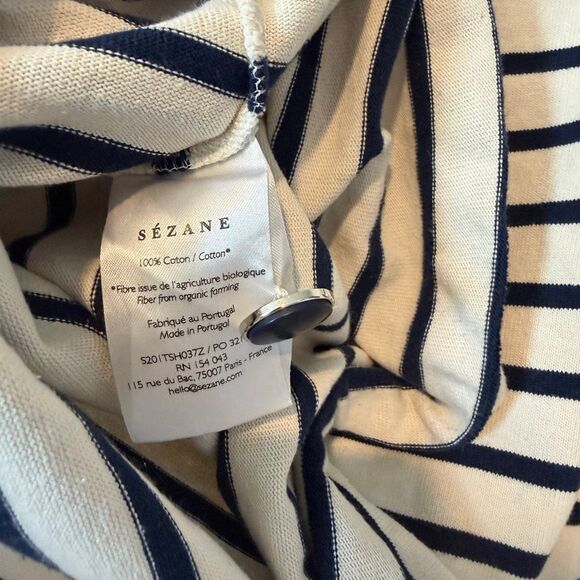 SÉZANE
100% Coton / Cotton*
*Fibre issue de l'agriculture biologique
Fiber from organic farming
Fabriqué au Portugal
Made in Portugal
S201TSH037Z / PO 321
RN 154 043
115 rue du Bac, 75007 Paris - France
hello@sezane.com